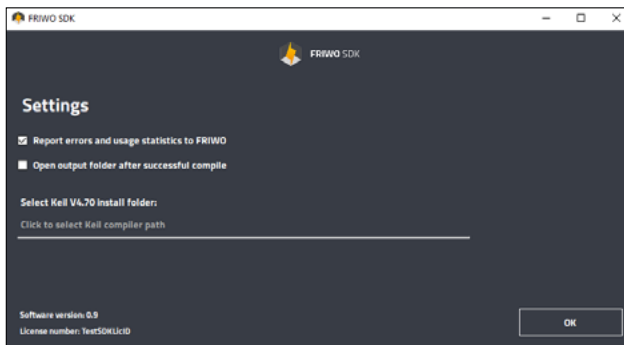 FRIWO SDK
FRIWO SDK
Settings
Report errors and usage statistics to FRIWO
Open output folder after successful compile
Select Keil V4.70 install folder:
Click to select Keil compiler path
Software version: 0.9
License number: TestSDKLicID
OK